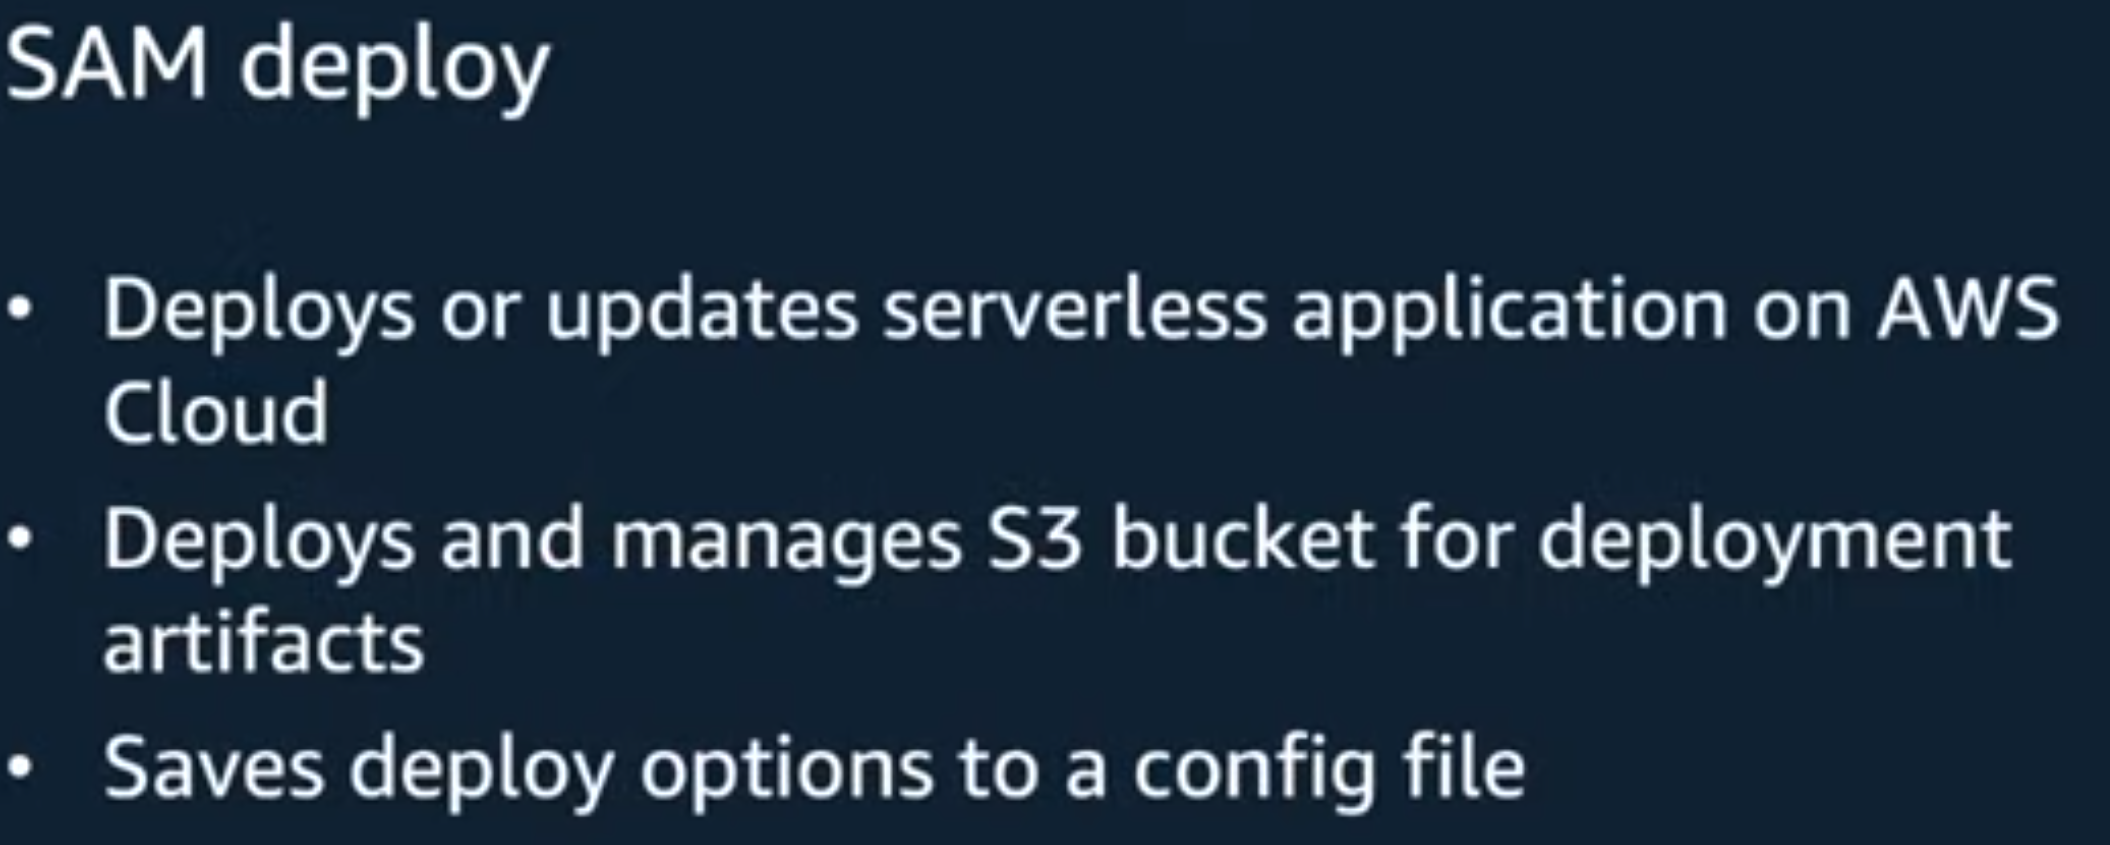 SAM deploy
• Deploys or updates serverless application on AWS
Cloud
• Deploys and manages S3 bucket for deployment
artifacts
• Saves deploy options to a config file